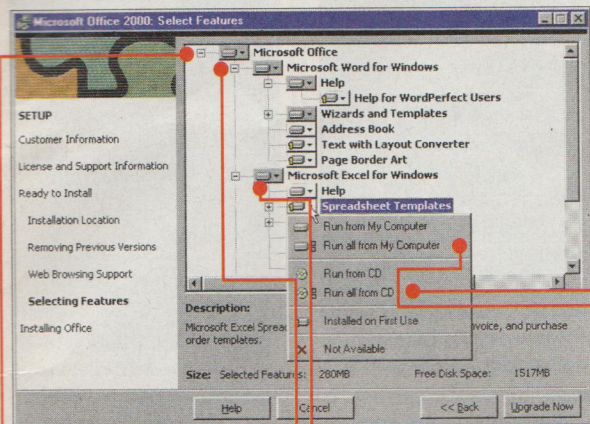 Microsoft Office 2000: Select Features
SETUP
Customer Information
License and Support Information
Ready to Install
Installation Location
Removing Previous Versions
Web Browsing Support
Selecting Features
Installing Office
Microsoft Office
Microsoft Word for Windows
Help
Help for WordPerfect Users
Wizards and Templates
Address Book
Text with Layout Converter
Page Border Art
Microsoft Excel for Windows
Help
Spreadsheet Templates
Run from My Computer
Run all from My Computer
Run from CD
Run all from CD
Installed on First Use
Not Available
Description:
Microsoft Excel voice, and purchase
order templates.
Size: Selected Features: 280MB Free Disk Space: 1517MB
Help Cancel << Back Upgrade Now